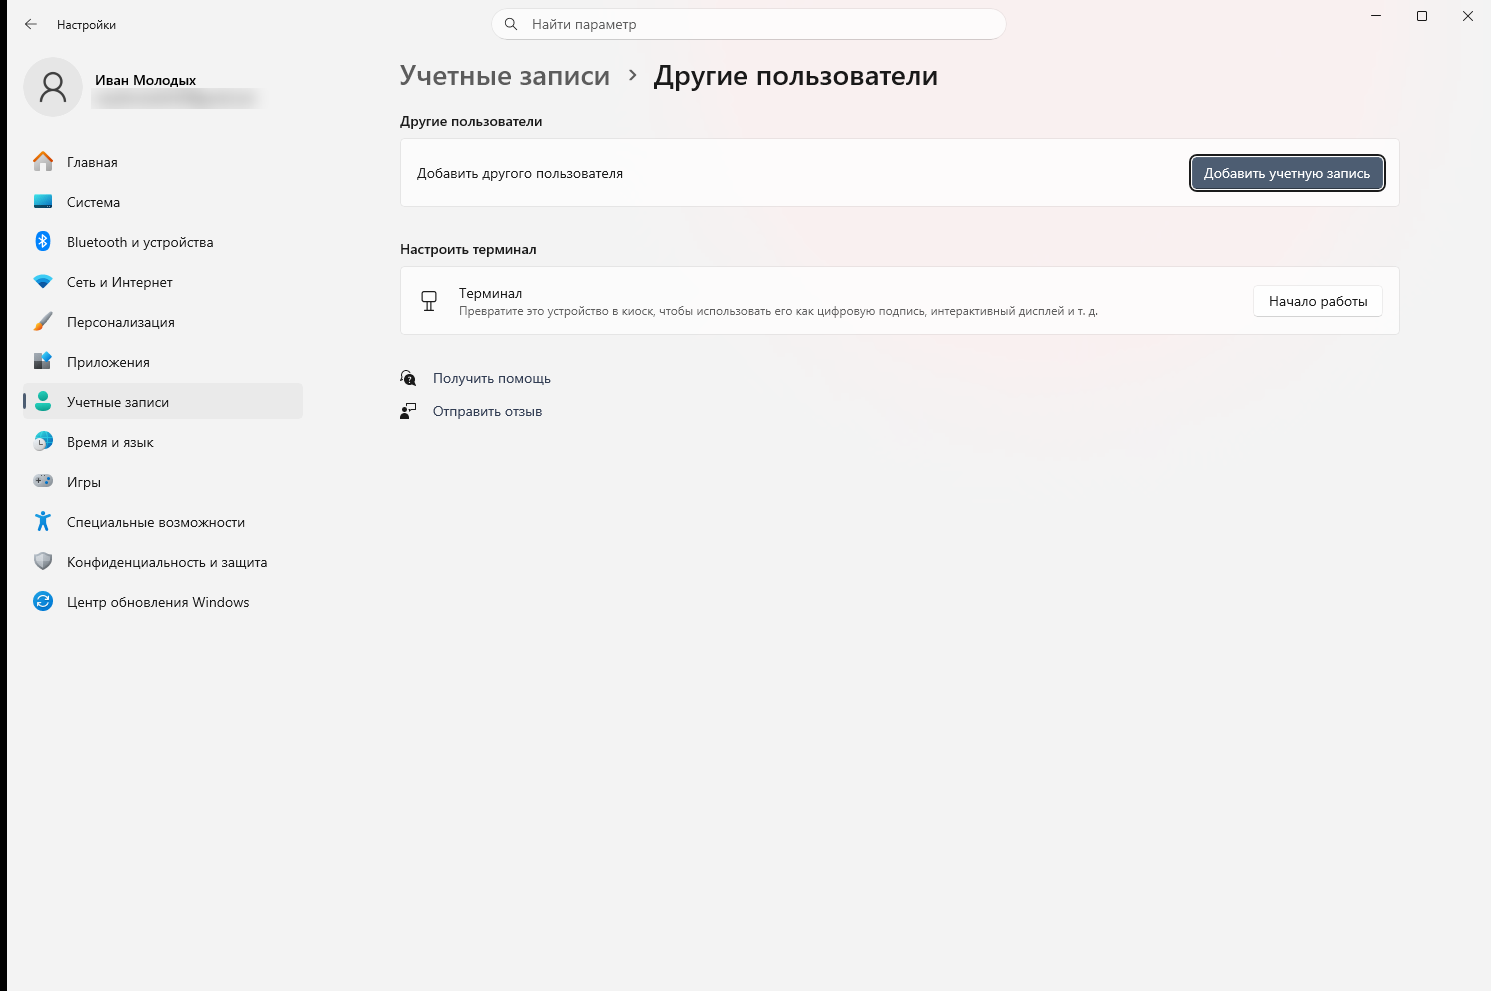 Настройки
Найти параметр
Иван Молодых
Главная
Система
Bluetooth и устройства
Сеть и Интернет
Персонализация
Приложения
Учетные записи
Время и язык
Игры
Специальные возможности
Конфиденциальность и защита
Центр обновления Windows
Учетные записи > Другие пользователи
Другие пользователи
Добавить другого пользователя
Добавить учетную запись
Настроить терминал
Терминал
Превратите это устройство в киоск, чтобы использовать его как цифровую подпись, интерактивный дисплей и т. д.
Начало работы
Получить помощь
Отправить отзыв